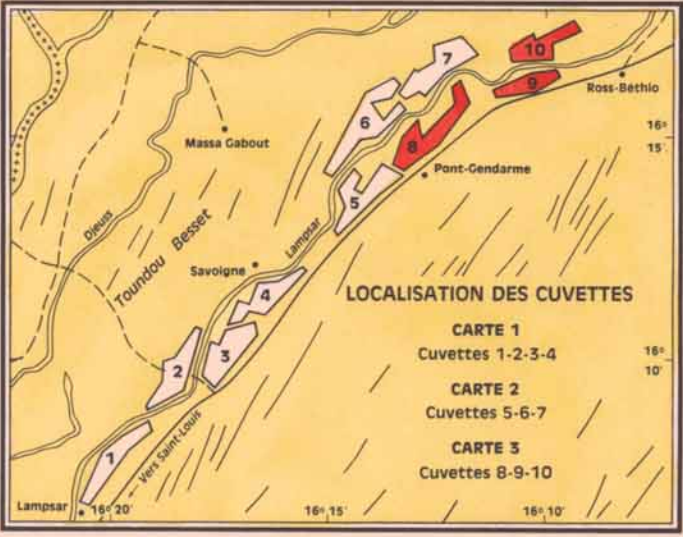 10
7
9
Ross-Béthio
6
16°
15'
Massa Gabout
8
Pont-Gendarme
5
Djeuss
Toundou Besset
Lampsar
Savoigne
4
LOCALISATION DES CUVETTES
CARTE 1
Cuvettes 1-2-3-4
16°
10'
2
3
CARTE 2
Cuvettes 5-6-7
Vers Saint-Louis
CARTE 3
Cuvettes 8-9-10
1
Lampsar
16° 20'
16° 15'
16° 10'